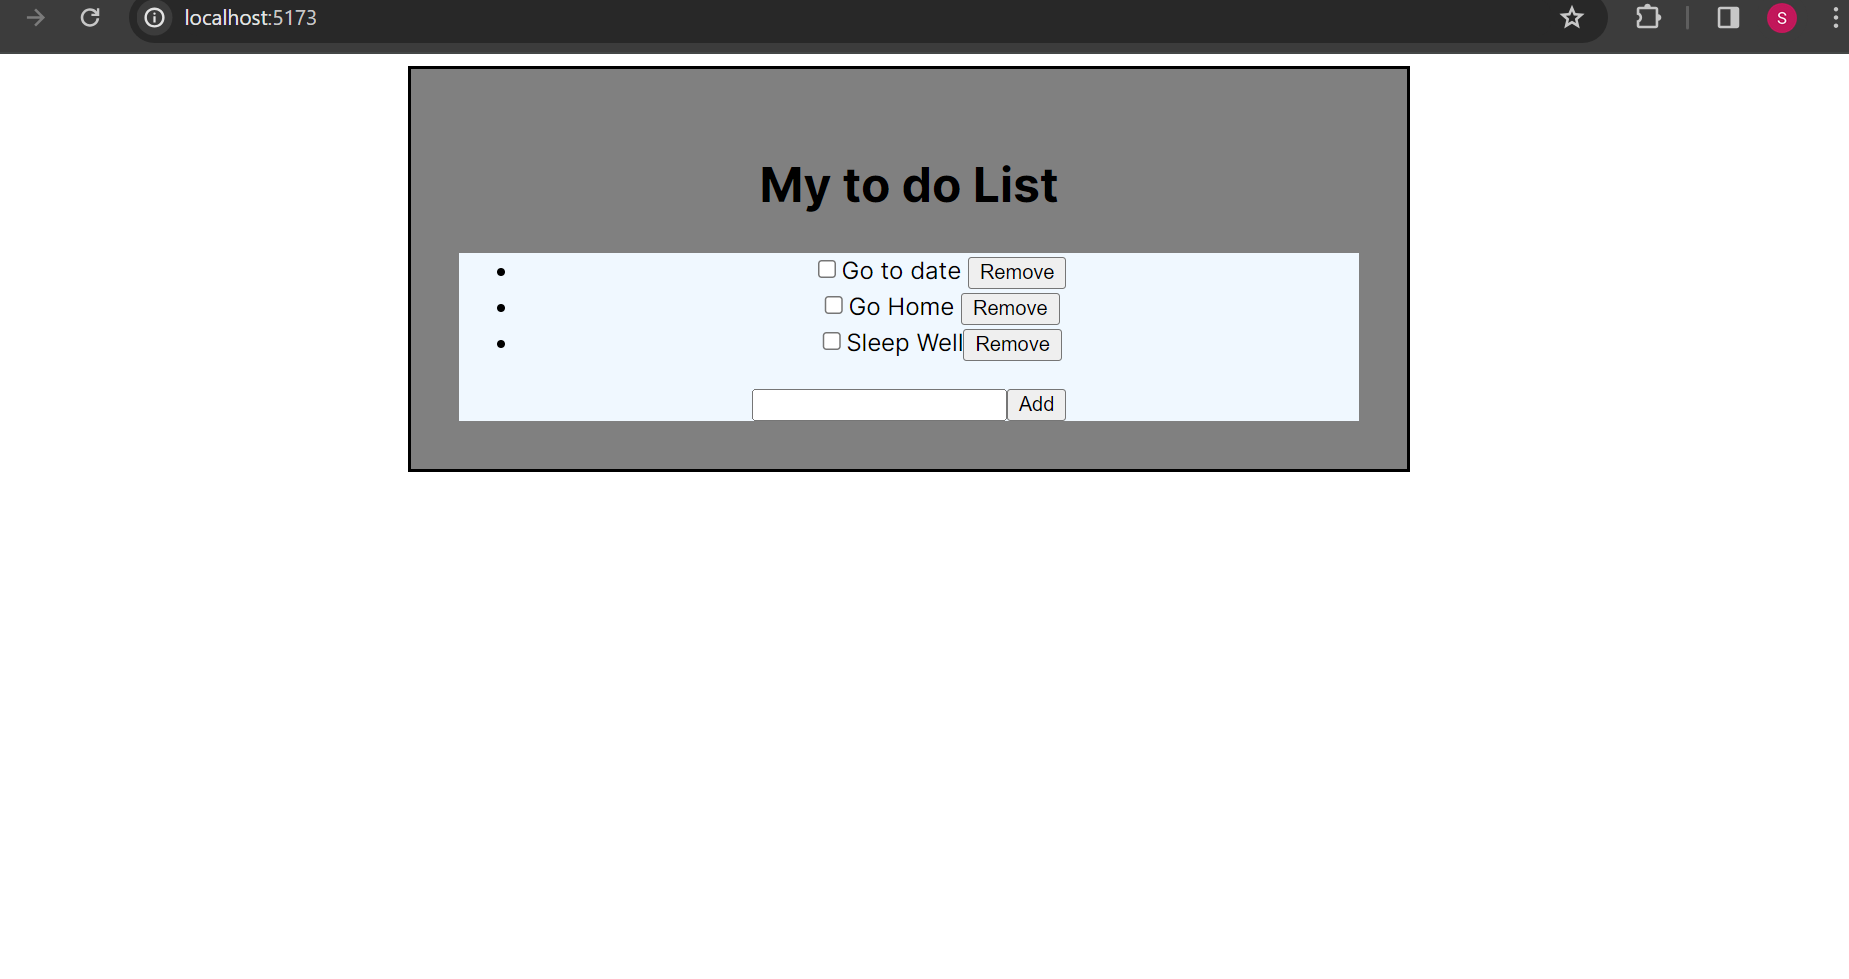 localhost:5173
S
My to do List
Go to date Remove
Go Home Remove
Sleep Well Remove
Add